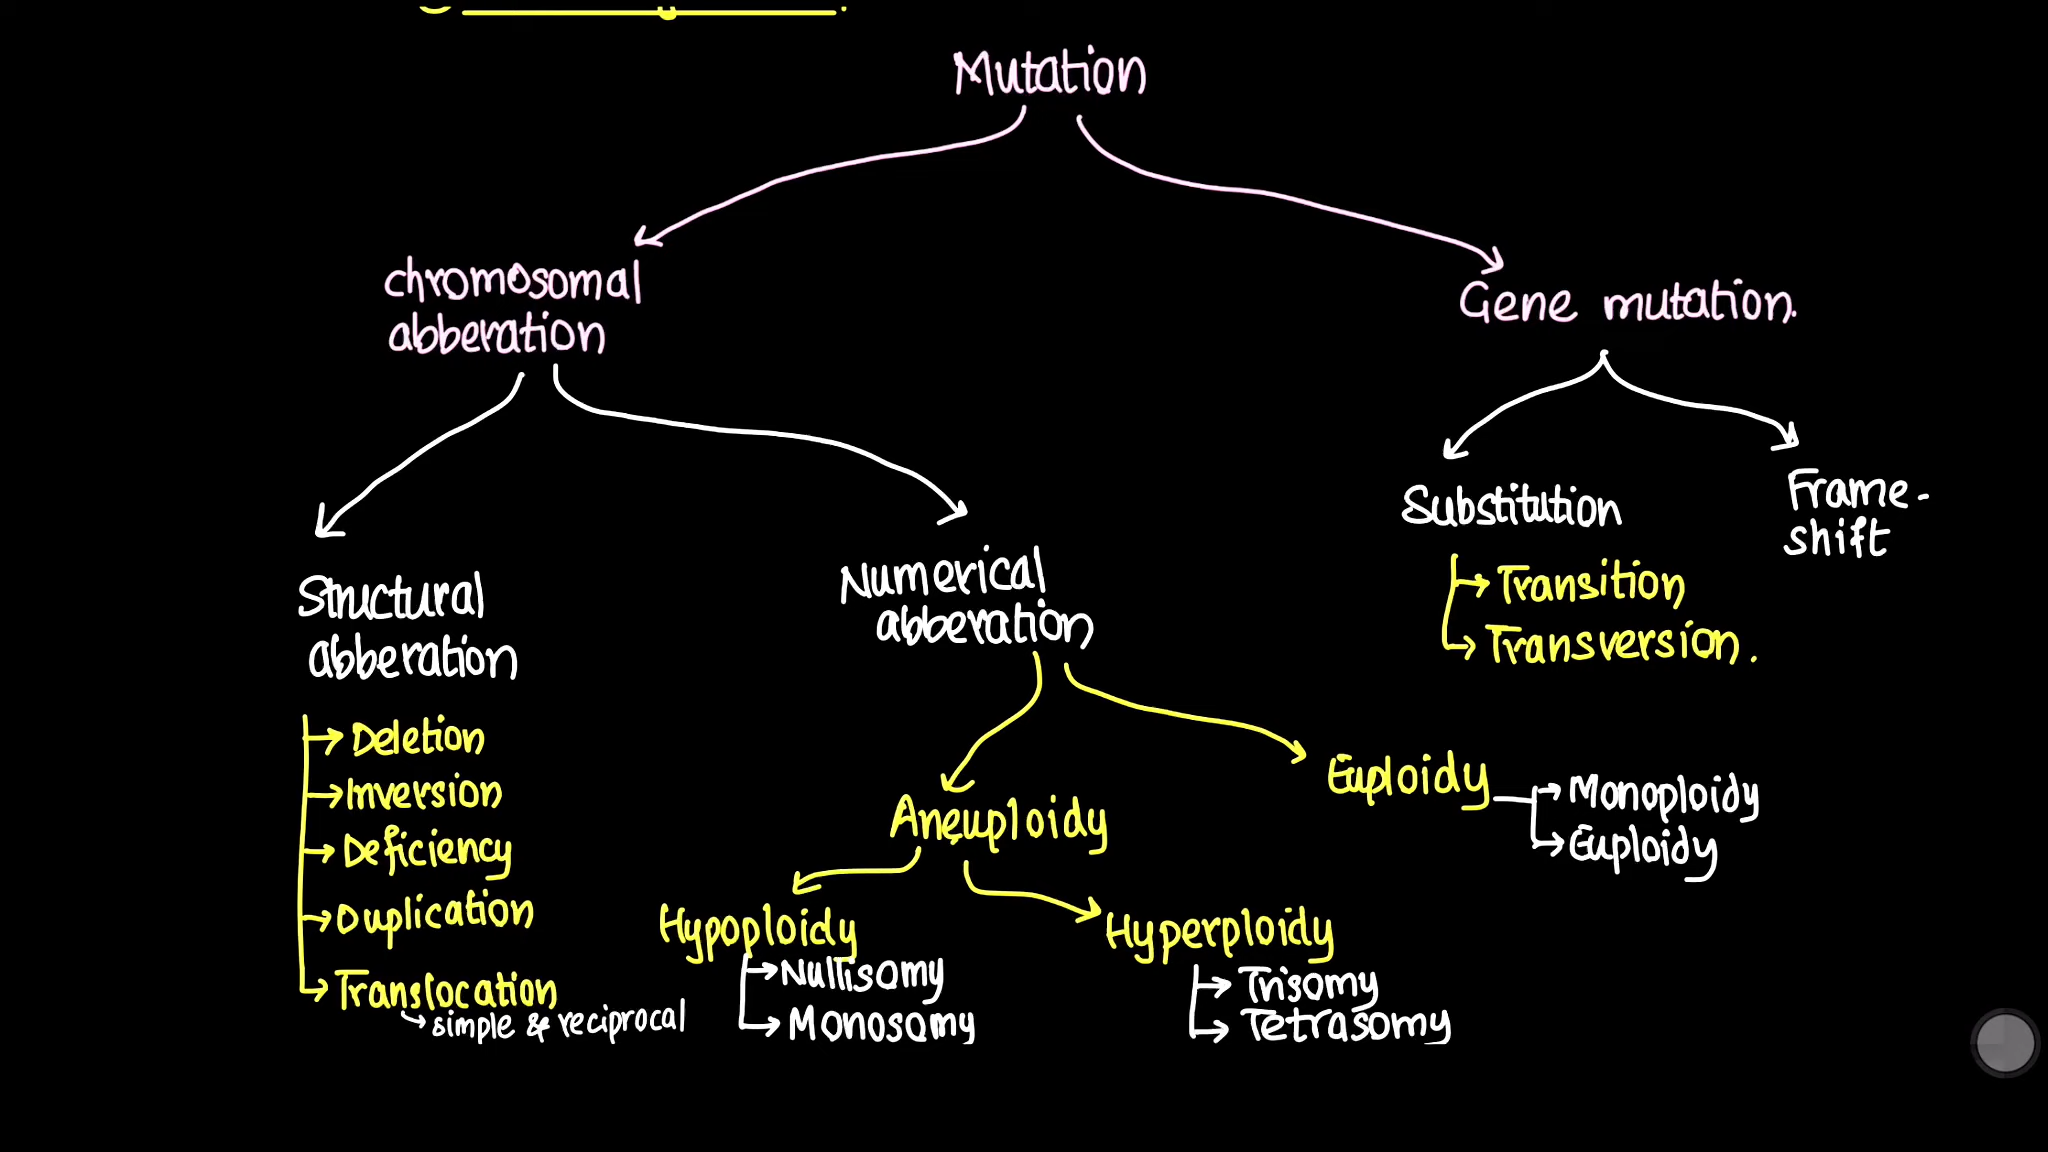 Mutation
chromosomal
abberation
Gene mutation.
Substitution
Frame-
shift
Transition
Transversion.
Structural
abberation
Numerical
abberation
Deletion
Inversion
Deficiency
Duplication
Translocation
simple & reciprocal
Aneuploidy
Euploidy
Monoploidy
Euploidy
Hypoploidy
Nullisomy
Monosomy
Hyperploidy
Trisomy
Tetrasomy